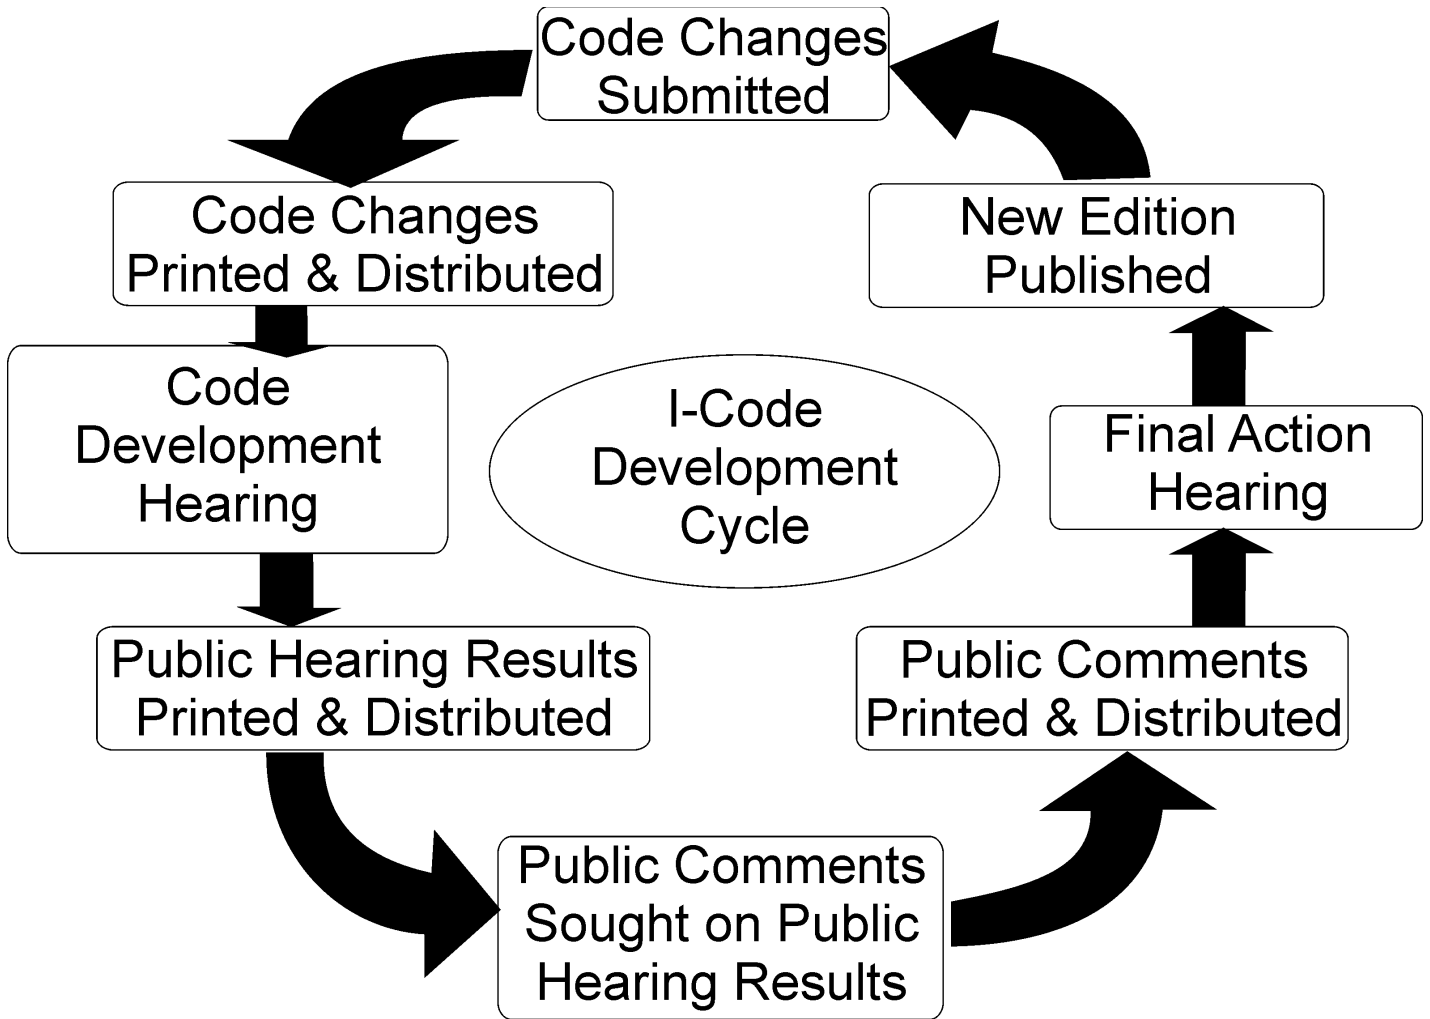 Code Changes
Submitted
Code Changes
Printed & Distributed
Code
Development
Hearing
Public Hearing Results
Printed & Distributed
Public Comments
Sought on Public
Hearing Results
Public Comments
Printed & Distributed
Final Action
Hearing
New Edition
Published
I-Code
Development
Cycle